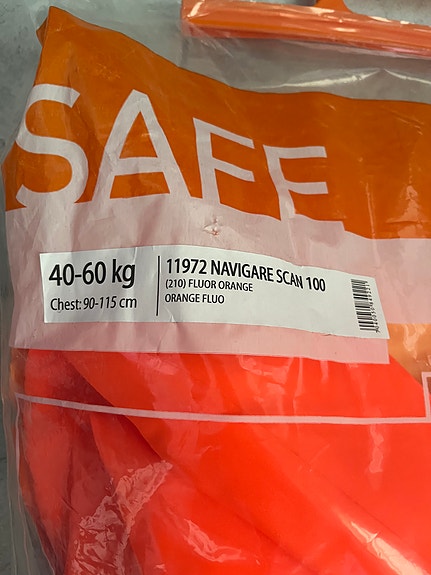 SAFE
40-60 kg
Chest: 90-115 cm
11972 NAVIGARE SCAN 100
(210) FLUOR ORANGE
ORANGE FLUO